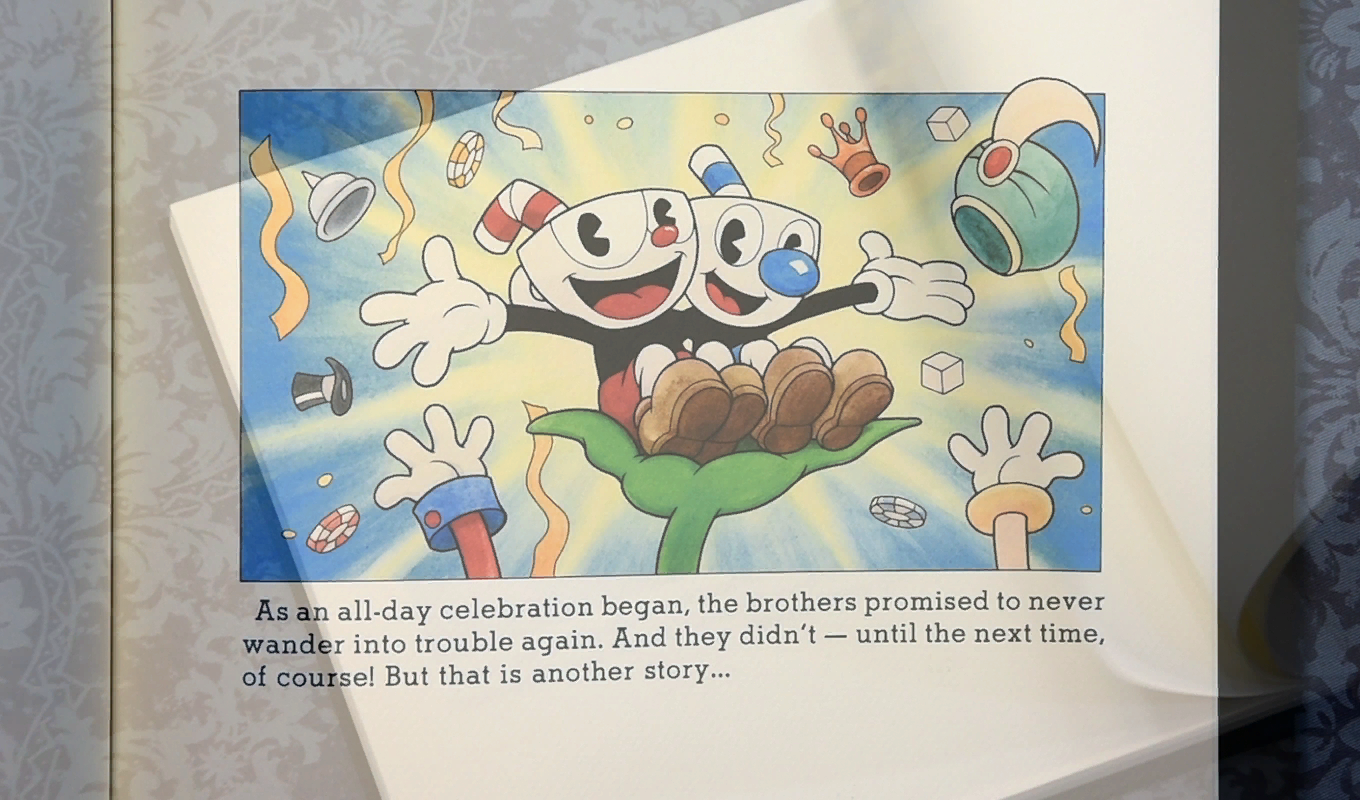 As an all-day celebration began, the brothers promised to never
wander into trouble again. And they didn't — until the next time,
of course! But that is another story...